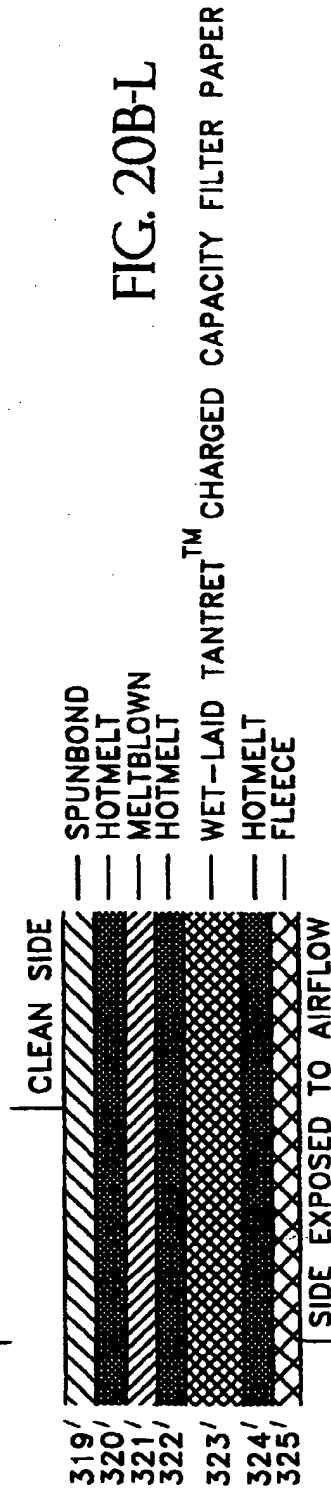 FIG. 20B-L
CLEAN SIDE
319' SPUNBOND
320' HOTMELT
321' MELTBLOWN
322' HOTMELT
323' WET-LAID TANTRET™ CHARGED CAPACITY FILTER PAPER
324' HOTMELT
325' FLEECE
SIDE EXPOSED TO AIRFLOW